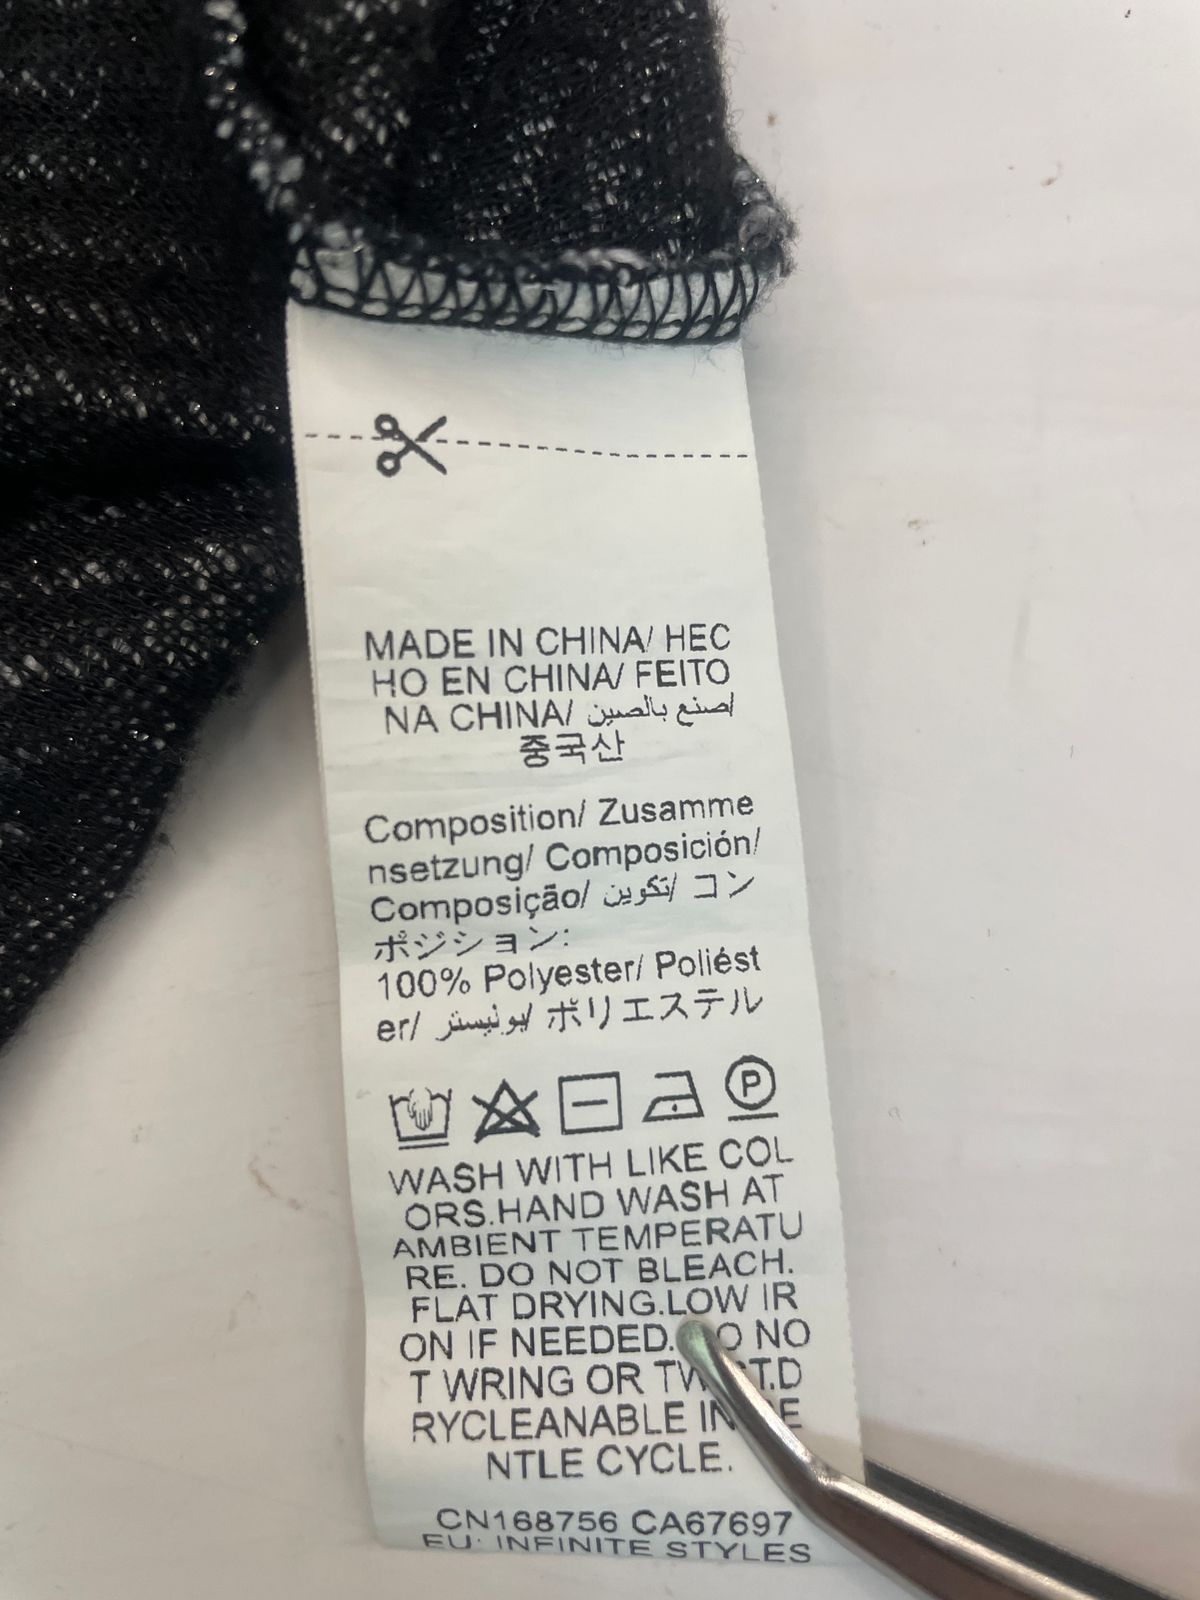 MADE IN CHINA/ HEC
HO EN CHINA/ FEITO
NA CHINA/ صنع بالصين/
중국산
Composition/ Zusamme
nsetzung/ Composición/
Composição/ تكوين/ コン
ポジション:
100% Polyester/ Poliést
er/ بوليستر/ ポリエステル
P
WASH WITH LIKE COL
ORS.HAND WASH AT
AMBIENT TEMPERATU
RE. DO NOT BLEACH.
FLAT DRYING.LOW IR
ON IF NEEDED. NO
T WRING OR T.D
RYCLEANABLE
NTLE CYCLE.
CN168756 CA67697
EU: INFINITE STYLES